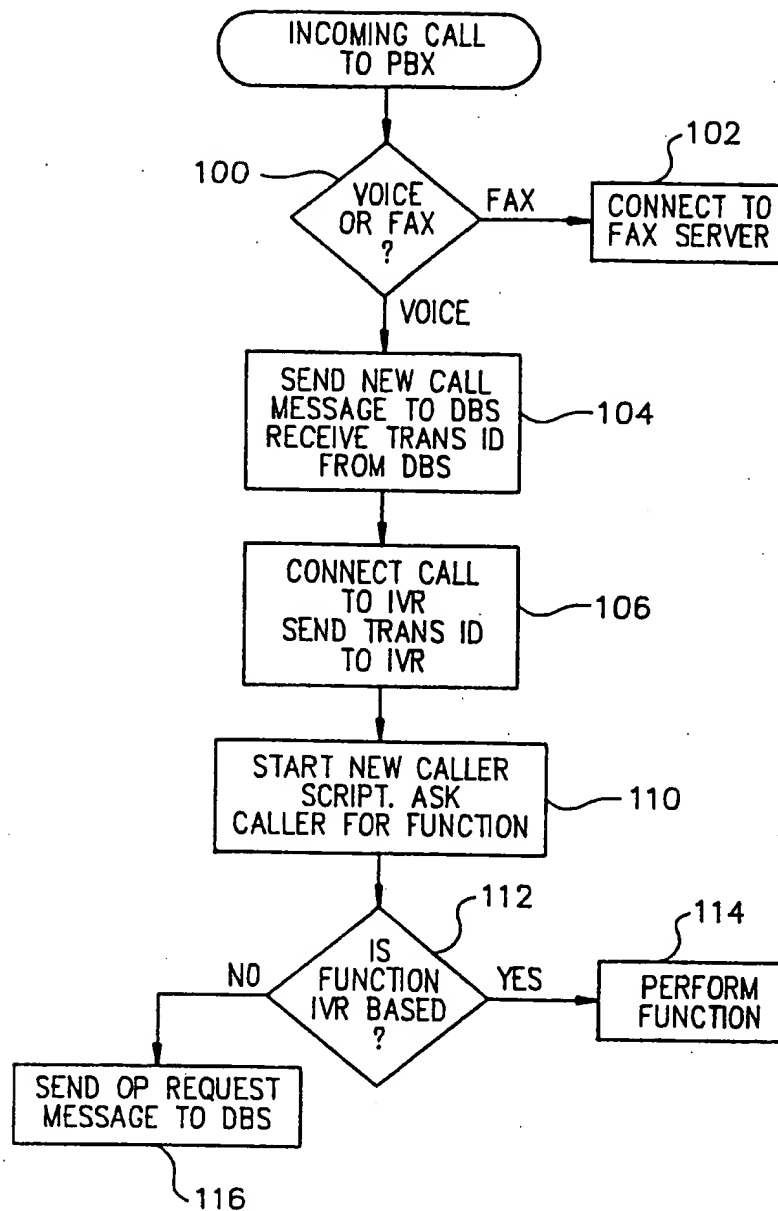 INCOMING CALL
TO PBX
102
100
VOICE
OR FAX
?
FAX
CONNECT TO
FAX SERVER
VOICE
SEND NEW CALL
MESSAGE TO DBS
RECEIVE TRANS ID
FROM DBS
104
CONNECT CALL
TO IVR
SEND TRANS ID
TO IVR
106
START NEW CALLER
SCRIPT. ASK
CALLER FOR FUNCTION
110
112
114
IS
FUNCTION
IVR BASED
?
NO
YES
PERFORM
FUNCTION
SEND OP REQUEST
MESSAGE TO DBS
116